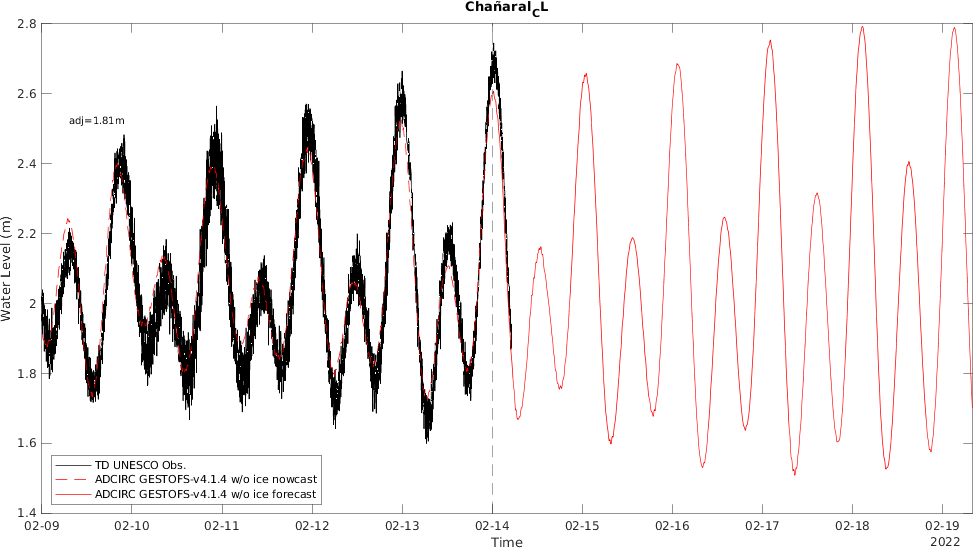 Chañaral_CL
2.8
2.6
2.4
2.2
2
1.8
1.6
1.4
Water Level (m)
adj=1.81m
TD UNESCO Obs.
ADCIRC GESTOFS-v4.1.4 w/o ice nowcast
ADCIRC GESTOFS-v4.1.4 w/o ice forecast
02-09 02-10 02-11 02-12 02-13 02-14 02-15 02-16 02-17 02-18 02-19
Time
2022